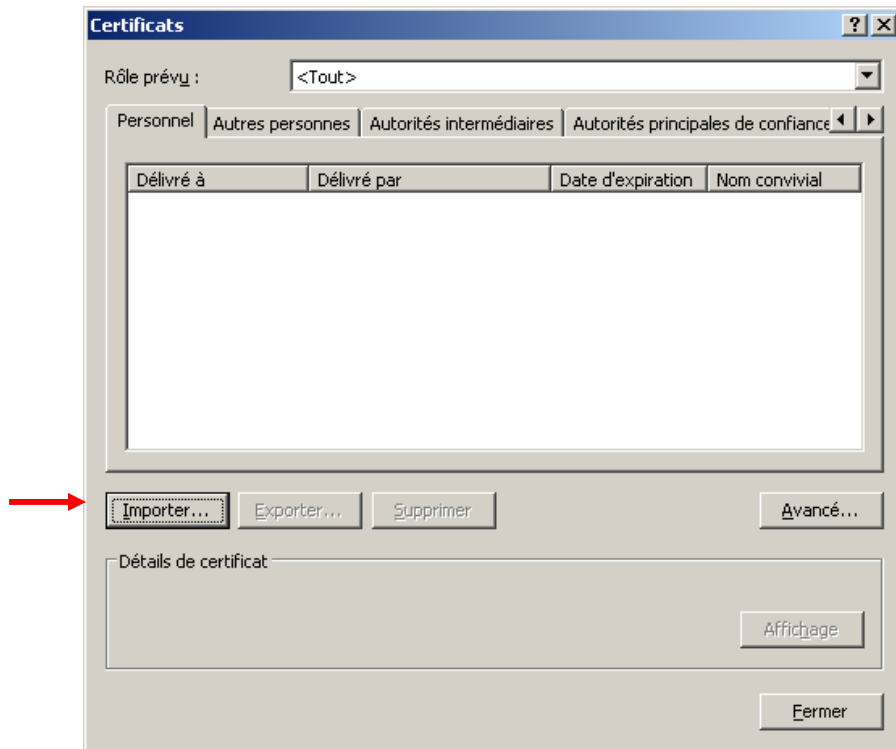 Certificats
Rôle prévu : <Tout>
Personnel Autres personnes Autorités intermédiaires Autorités principales de confiance
Délivré à Délivré par Date d'expiration Nom convivial
Importer... Exporter... Supprimer Avancé...
Détails de certificat
Affichage
Fermer